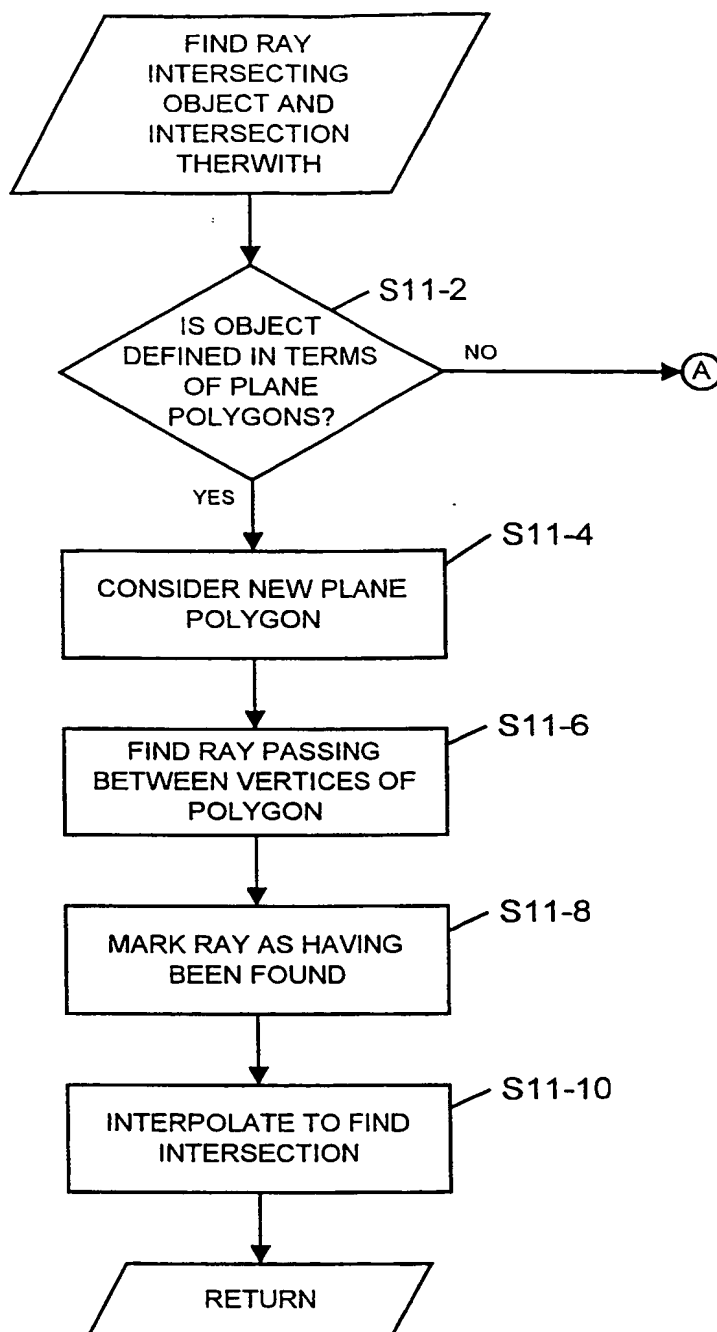 FIND RAY
INTERSECTING
OBJECT AND
INTERSECTION
THERWITH
S11-2
IS OBJECT
DEFINED IN TERMS
OF PLANE
POLYGONS?
NO
A
YES
S11-4
CONSIDER NEW PLANE
POLYGON
S11-6
FIND RAY PASSING
BETWEEN VERTICES OF
POLYGON
S11-8
MARK RAY AS HAVING
BEEN FOUND
S11-10
INTERPOLATE TO FIND
INTERSECTION
RETURN